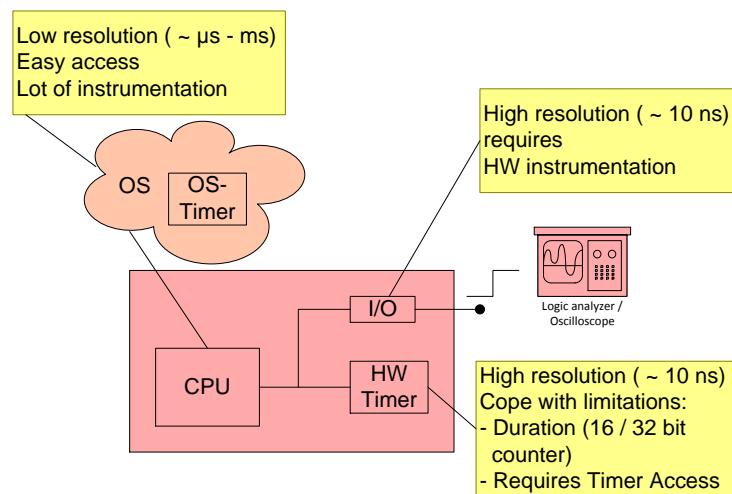 Low resolution ( ~ µs - ms)
Easy access
Lot of instrumentation
High resolution ( ~ 10 ns)
requires
HW instrumentation
OS
OS-
Timer
I/O
Logic analyzer /
Oscilloscope
CPU
HW
Timer
High resolution ( ~ 10 ns)
Cope with limitations:
- Duration (16 / 32 bit
counter)
- Requires Timer Access